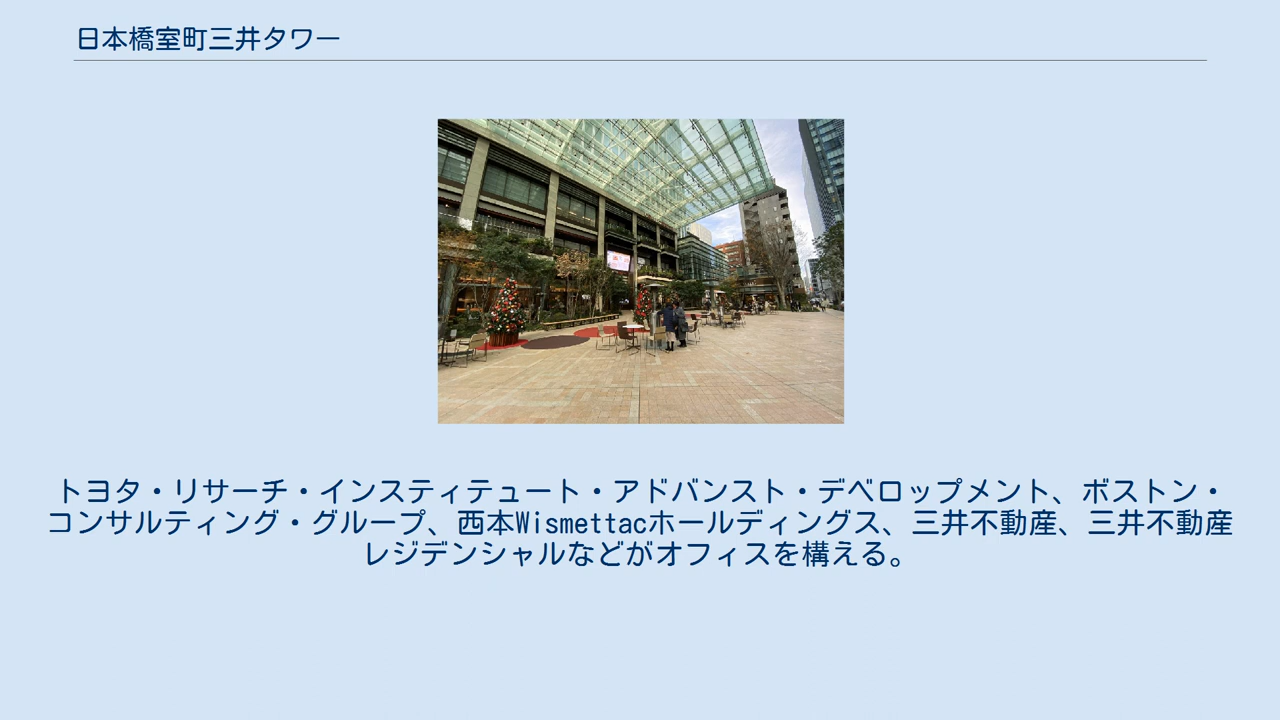 日本橋室町三井タワー
トヨタ・リサーチ・インスティテュート・アドバンスト・デベロップメント、ボストン・
コンサルティング・グループ、西本Wismettacホールディングス、三井不動産、三井不動産
レジデンシャルなどがオフィスを構える。